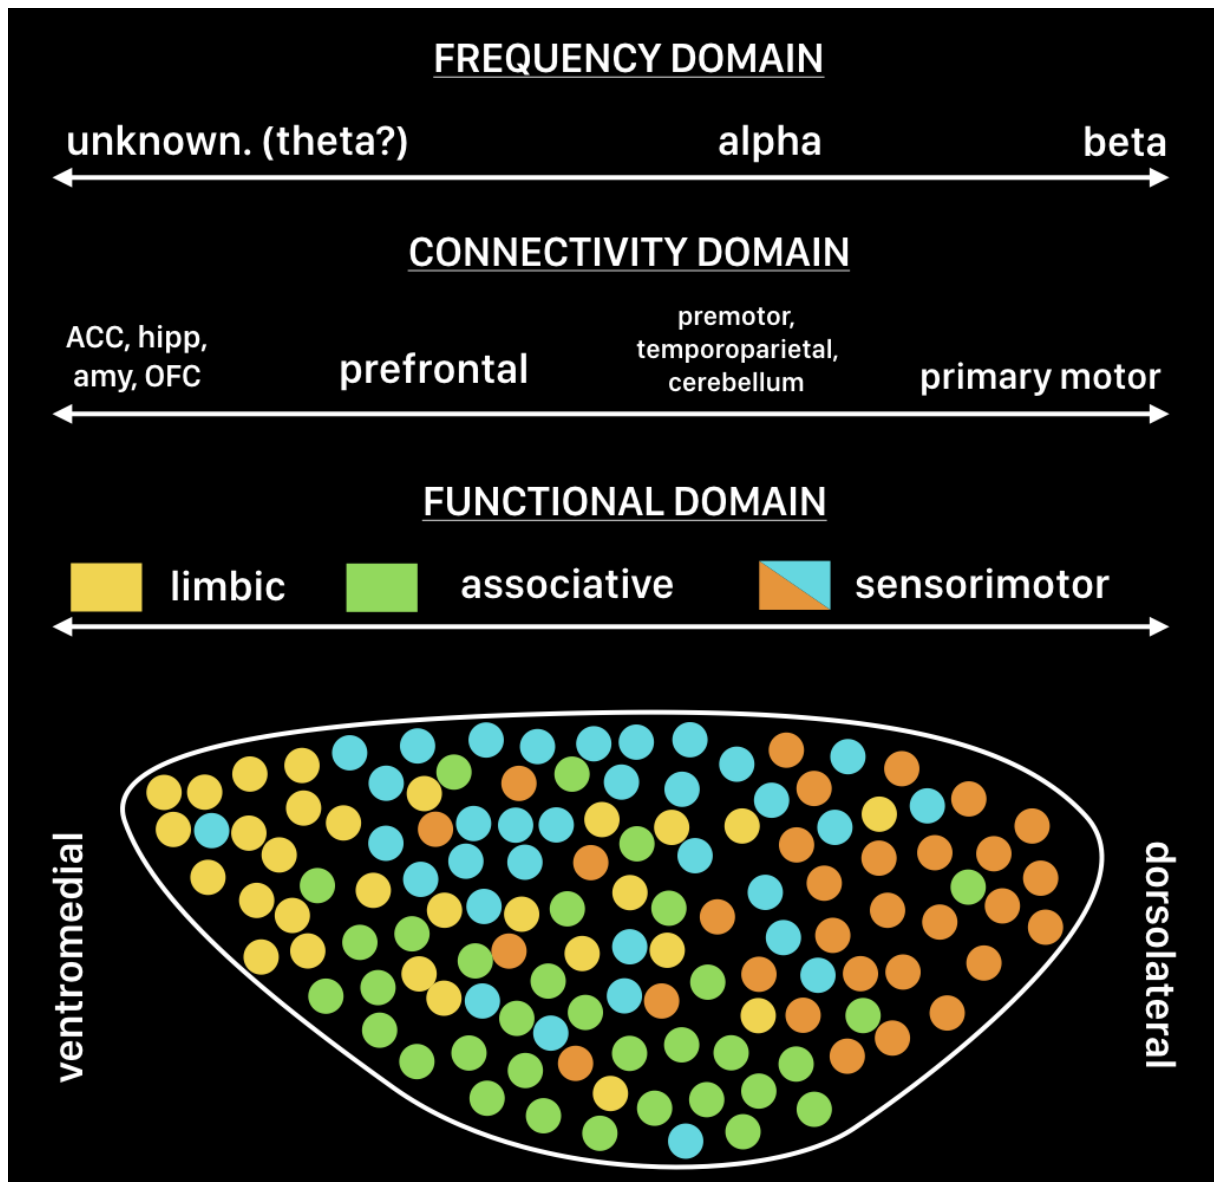 FREQUENCY DOMAIN
unknown. (theta?) alpha beta
CONNECTIVITY DOMAIN
ACC, hipp,
amy, OFC
prefrontal
premotor,
temporoparietal,
cerebellum
primary motor
FUNCTIONAL DOMAIN
limbic associative sensorimotor
ventromedial
dorsolateral